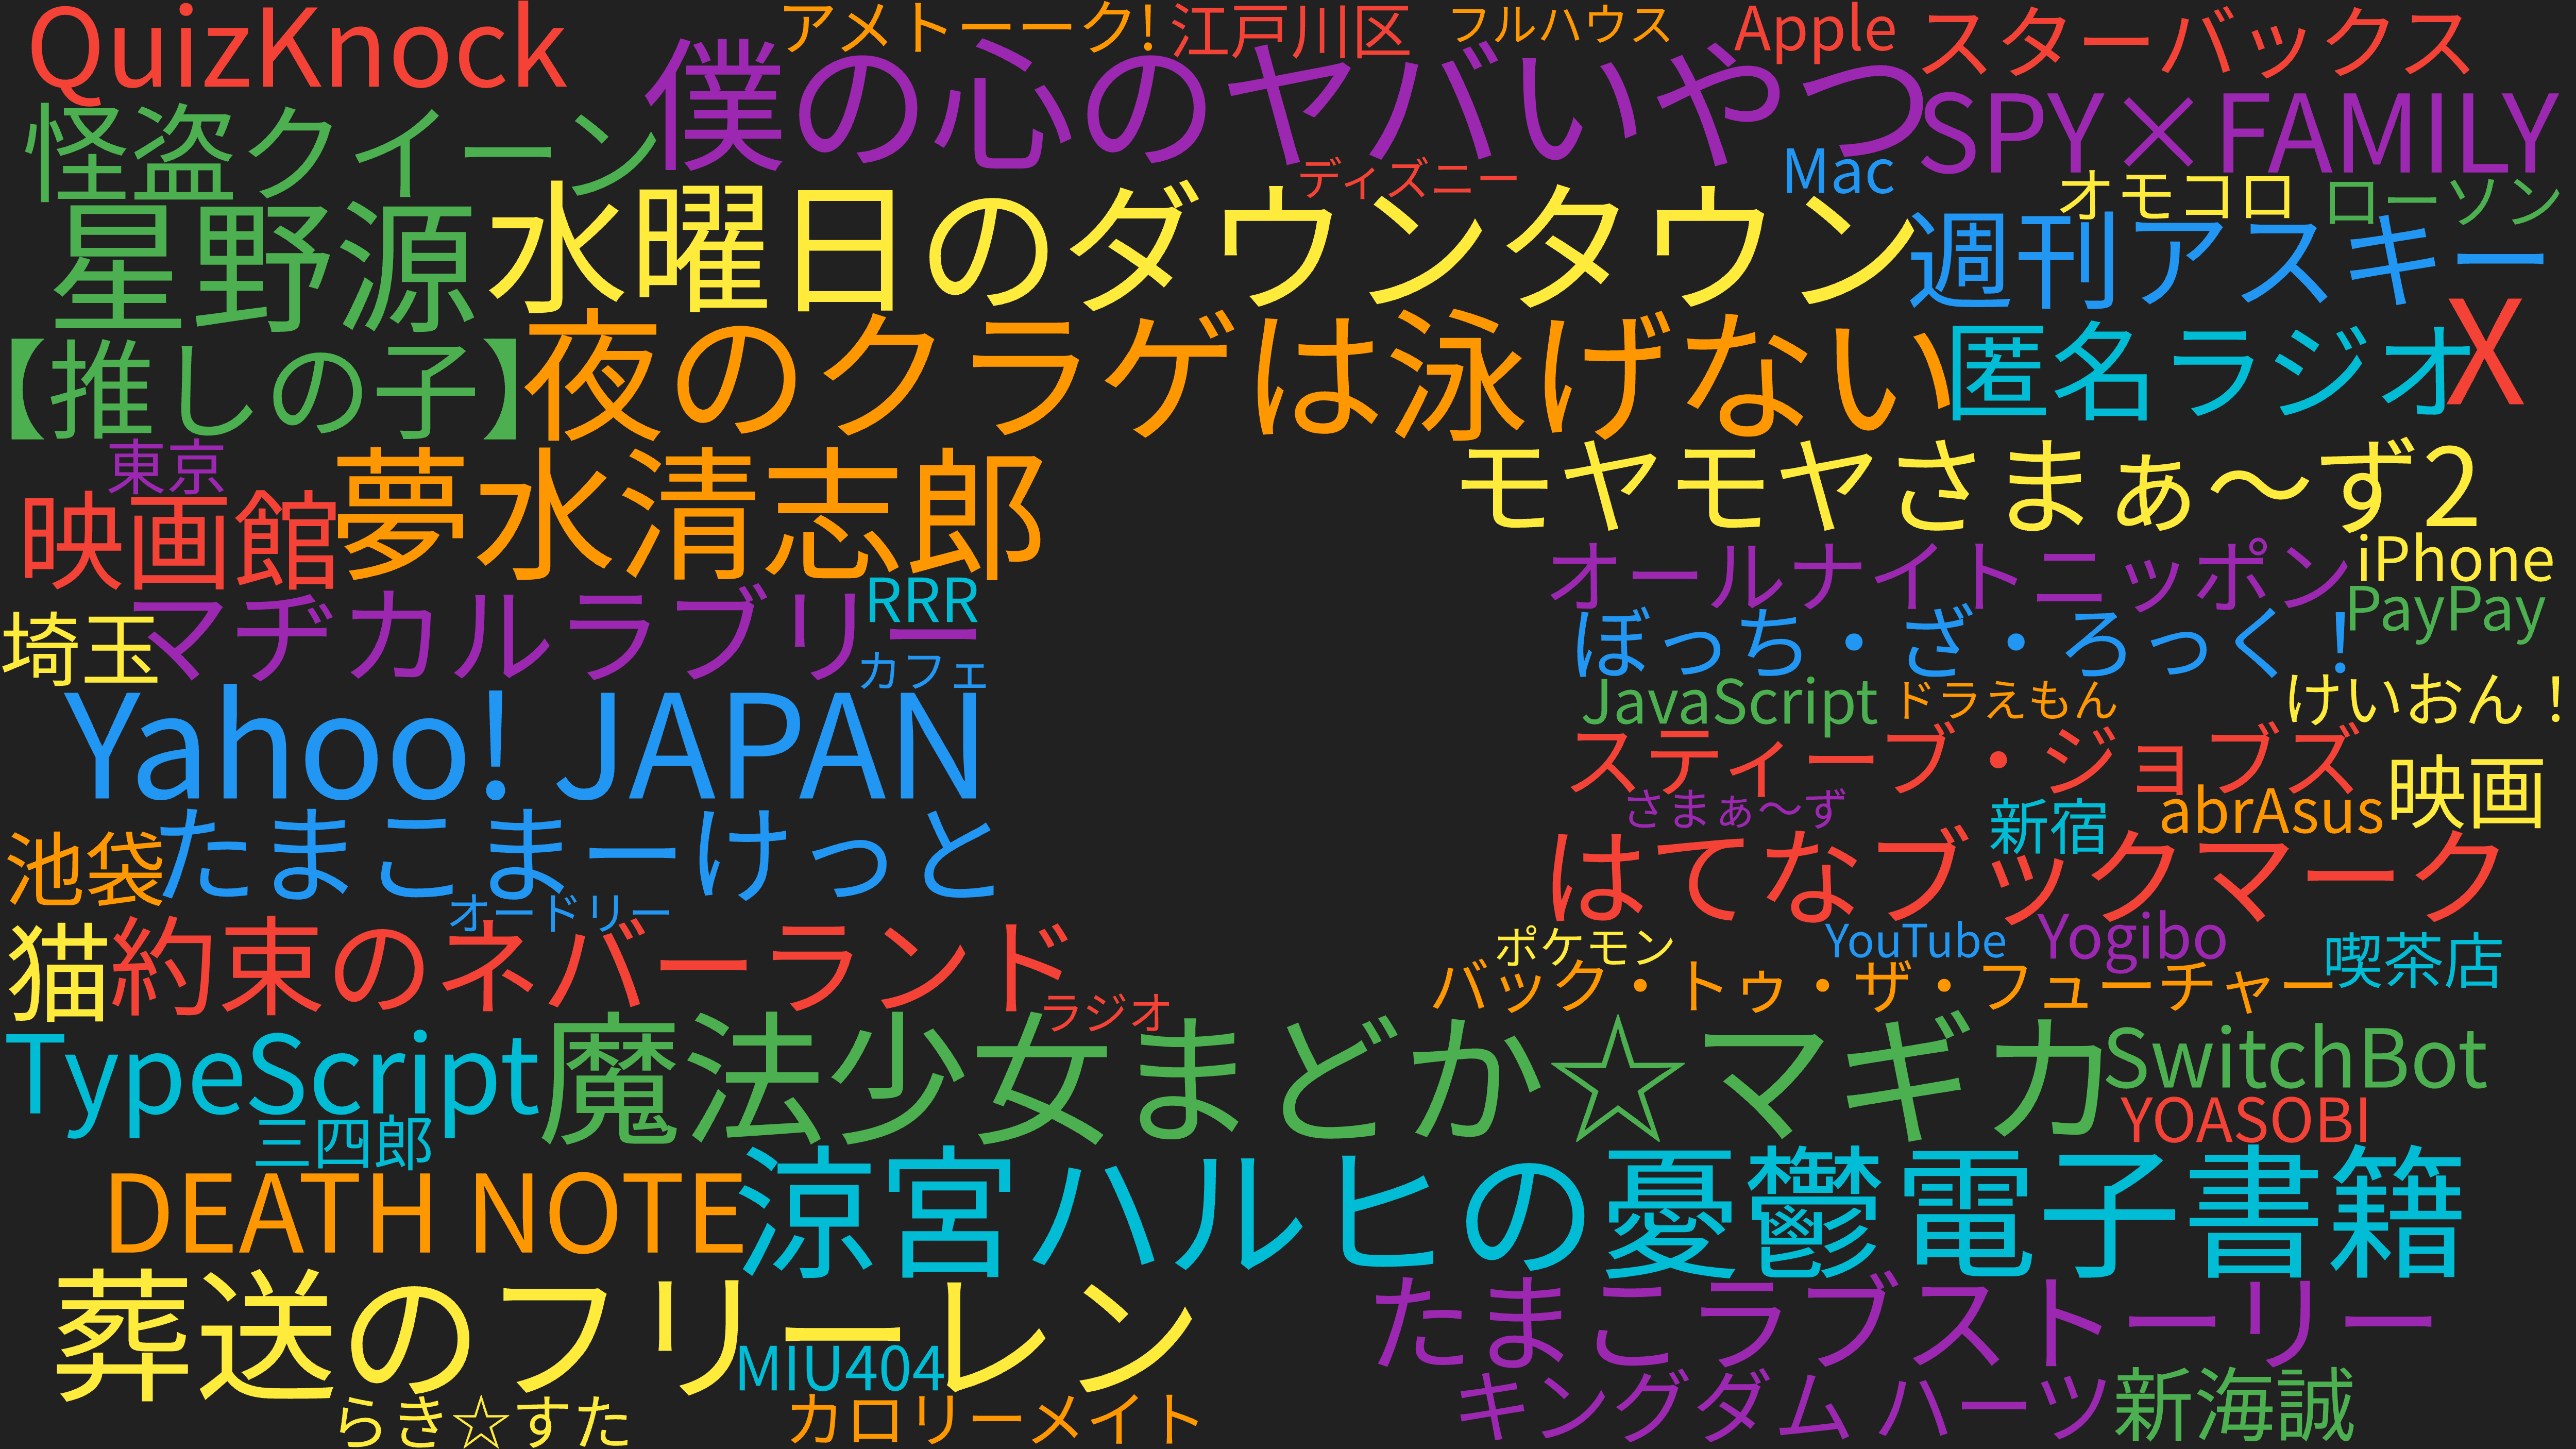 QuizKnock
アメトーーク!
江戸川区
フルハウス
Apple
スターバックス
怪盗クイーン
僕の心のヤバいやつ
SPY×FAMILY
ディズニー
Mac
オモコロ
ローソン
星野源
水曜日のダウンタウン
週刊アスキー
【推しの子】
夜のクラゲは泳げない
匿名ラジオ
X
東京
映画館
夢水清志郎
モヤモヤさまぁ〜ず2
オールナイトニッポン
iPhone
埼玉
マヂカルラブリー
RRR
ぼっち・ざ・ろっく！
PayPay
カフェ
Yahoo! JAPAN
JavaScript
ドラえもん
けいおん！
スティーブ・ジョブズ
映画
さまぁ〜ず
新宿
abrAsus
池袋
たまこまーけっと
はてなブックマーク
オードリー
猫
約束のネバーランド
ポケモン
YouTube
Yogibo
喫茶店
バック・トゥ・ザ・フューチャー
ラジオ
TypeScript
魔法少女まどか☆マギカ
SwitchBot
YOASOBI
三四郎
DEATH NOTE
涼宮ハルヒの憂鬱
電子書籍
葬送のフリーレン
たまこラブストーリー
MIU404
らき☆すた
カロリーメイト
キングダム ハーツ
新海誠